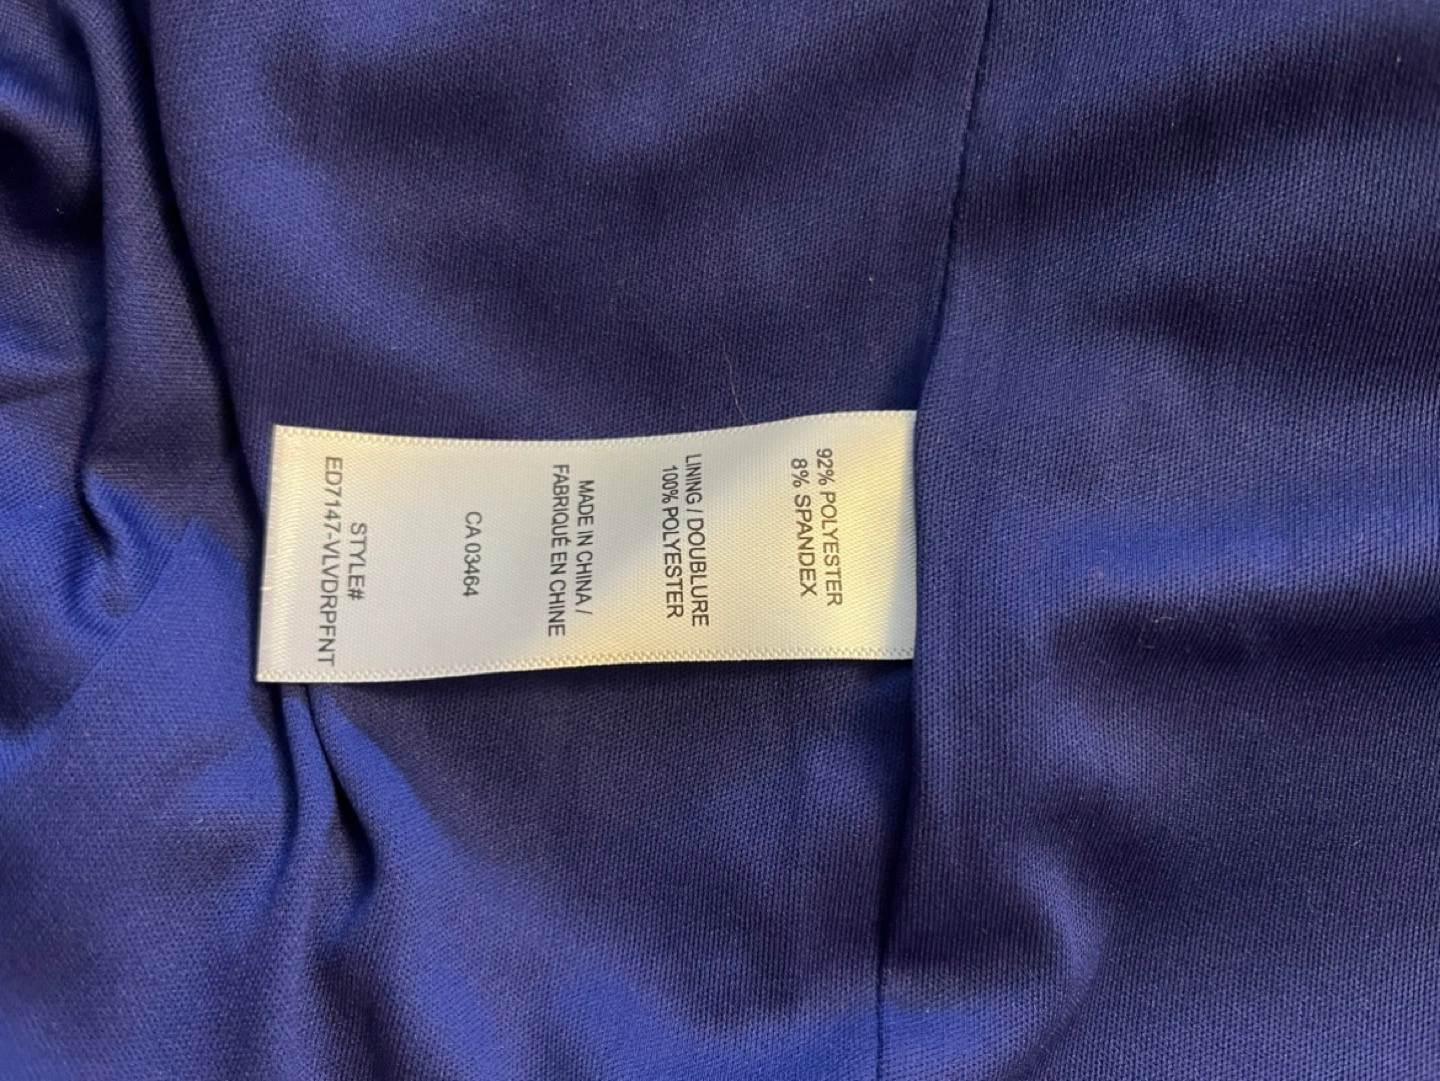 92% POLYESTER
8% SPANDEX
LINING / DOUBLURE
100% POLYESTER
MADE IN CHINA /
FABRIQUÉ EN CHINE
CA 03464
STYLE#
ED7147-VLVDRPFNT